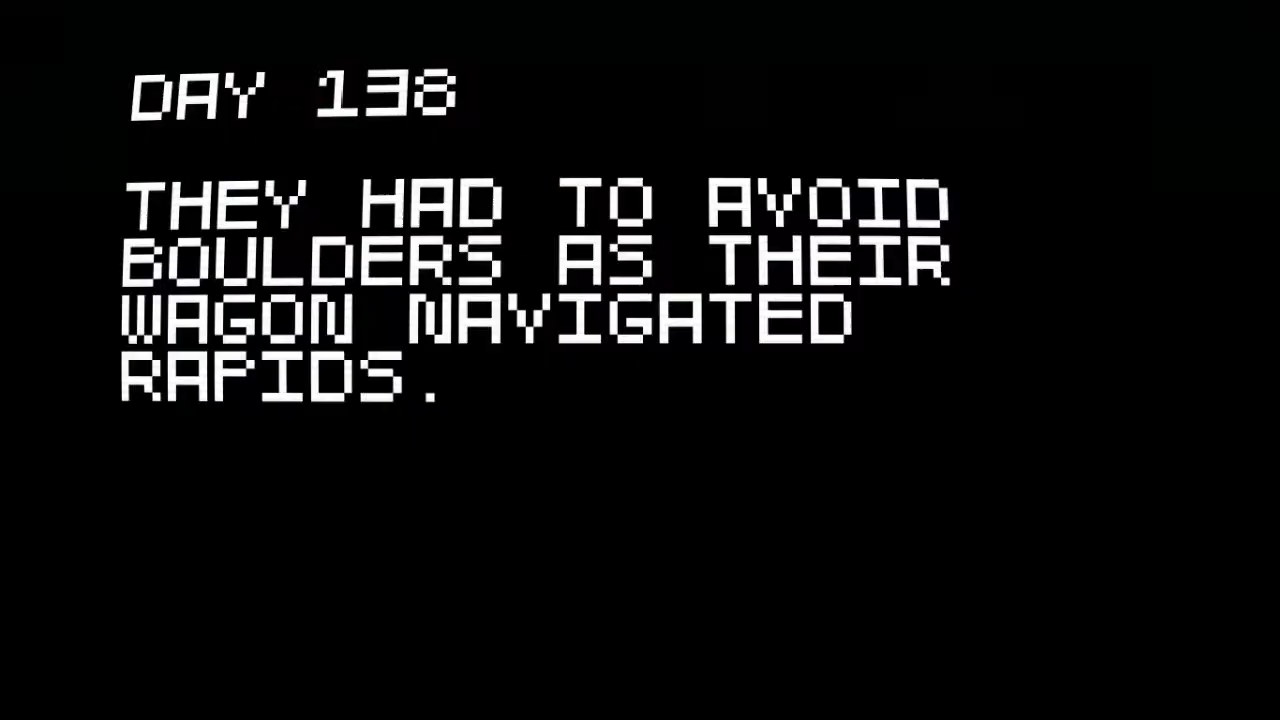 DAY 138
THEY HAD TO AVOID
BOULDERS AS THEIR
WAGON NAVIGATED
RAPIDS.